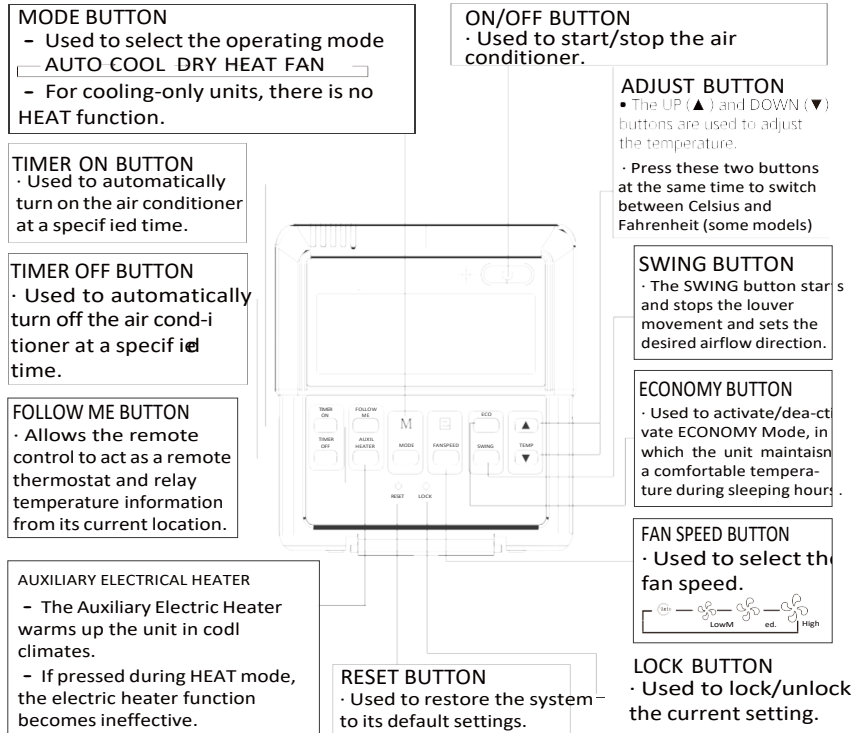 MODE BUTTON
– Used to select the operating mode
AUTO COOL DRY HEAT FAN
– For cooling-only units, there is no
HEAT function.
ON/OFF BUTTON
· Used to start/stop the air
conditioner.
ADJUST BUTTON
• The UP (▲) and DOWN (▼)
buttons are used to adjust
the temperature.
· Press these two buttons
at the same time to switch
between Celsius and
Fahrenheit (some models)
TIMER ON BUTTON
· Used to automatically
turn on the air conditioner
at a specif ied time.
TIMER OFF BUTTON
· Used to automatically
turn off the air cond-i
tioner at a specif ied
time.
SWING BUTTON
· The SWING button starts
and stops the louver
movement and sets the
desired airflow direction.
ECONOMY BUTTON
· Used to activate/dea-cti
vate ECONOMY Mode, in
which the unit maintaisn
a comfortable tempera-
ture during sleeping hours.
FOLLOW ME BUTTON
· Allows the remote
control to act as a remote
thermostat and relay
temperature information
from its current location.
TIMER
ON
FOLLOW
ME
M
ECO
▲
TIMER
OFF
AUXIL
HEATER
MODE
FANSPEED
SWING
TEMP
▼
RESET
LOCK
FAN SPEED BUTTON
· Used to select the
fan speed.
LowM ed. High
AUXILIARY ELECTRICAL HEATER
– The Auxiliary Electric Heater
warms up the unit in codl
climates.
– If pressed during HEAT mode,
the electric heater function
becomes ineffective.
RESET BUTTON
· Used to restore the system
to its default settings.
LOCK BUTTON
· Used to lock/unlock
the current setting.